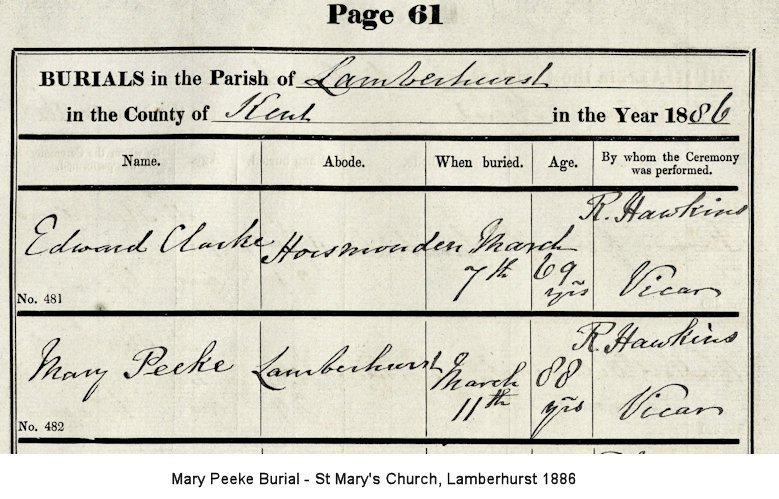 Page 61
BURIALS in the Parish of Lamberhurst
in the County of Kent in the Year 1886
Name. Abode. When buried. Age. By whom the Ceremony was performed.
R. Hawkins
Edward Clarke Horsmonden March
7th 69
yrs Vicar
No. 481
R. Hawkins
Mary Peeke Lamberhurst March 88
11th yrs Vicar
No. 482
Mary Peeke Burial - St Mary's Church, Lamberhurst 1886